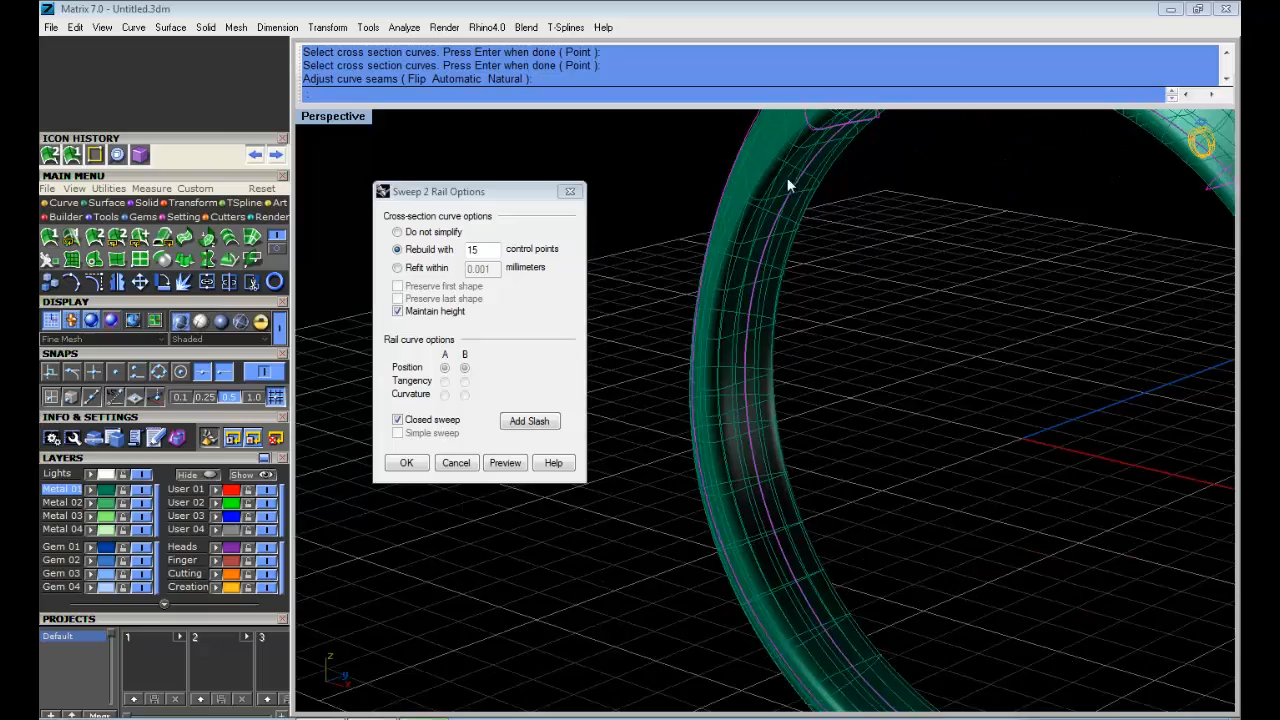 Matrix 7.0 - Untitled.3dm
File Edit View Curve Surface Solid Mesh Dimension Transform Tools Analyze Render Rhino4.0 Blend T-Splines Help
Select cross section curves. Press Enter when done ( Point ):
Select cross section curves. Press Enter when done ( Point ):
Adjust curve seams ( Flip Automatic Natural ):
Perspective
ICON HISTORY
MAIN MENU
File View Utilities Measure Custom Reset
Curve Surface Solid Transform TSpline Art
Builder Tools Gems Setting Cutters Render
DISPLAY
Fine Mesh Shaded
SNAPS
0.1 0.25 0.5 1.0
INFO & SETTINGS
LAYERS
Lights Hide Show
Metal 01 User 01
Metal 02 User 02
Metal 03 User 03
Metal 04 User 04
Gem 01 Heads
Gem 02 Finger
Gem 03 Cutting
Gem 04 Creation
PROJECTS
Default 1 2 3
Sweep 2 Rail Options
Cross-section curve options
Do not simplify
Rebuild with 15 control points
Refit within 0.001 millimeters
Preserve first shape
Preserve last shape
Maintain height
Rail curve options
A B
Position
Tangency
Curvature
Closed sweep Add Slash
Simple sweep
OK Cancel Preview Help
z
y
x